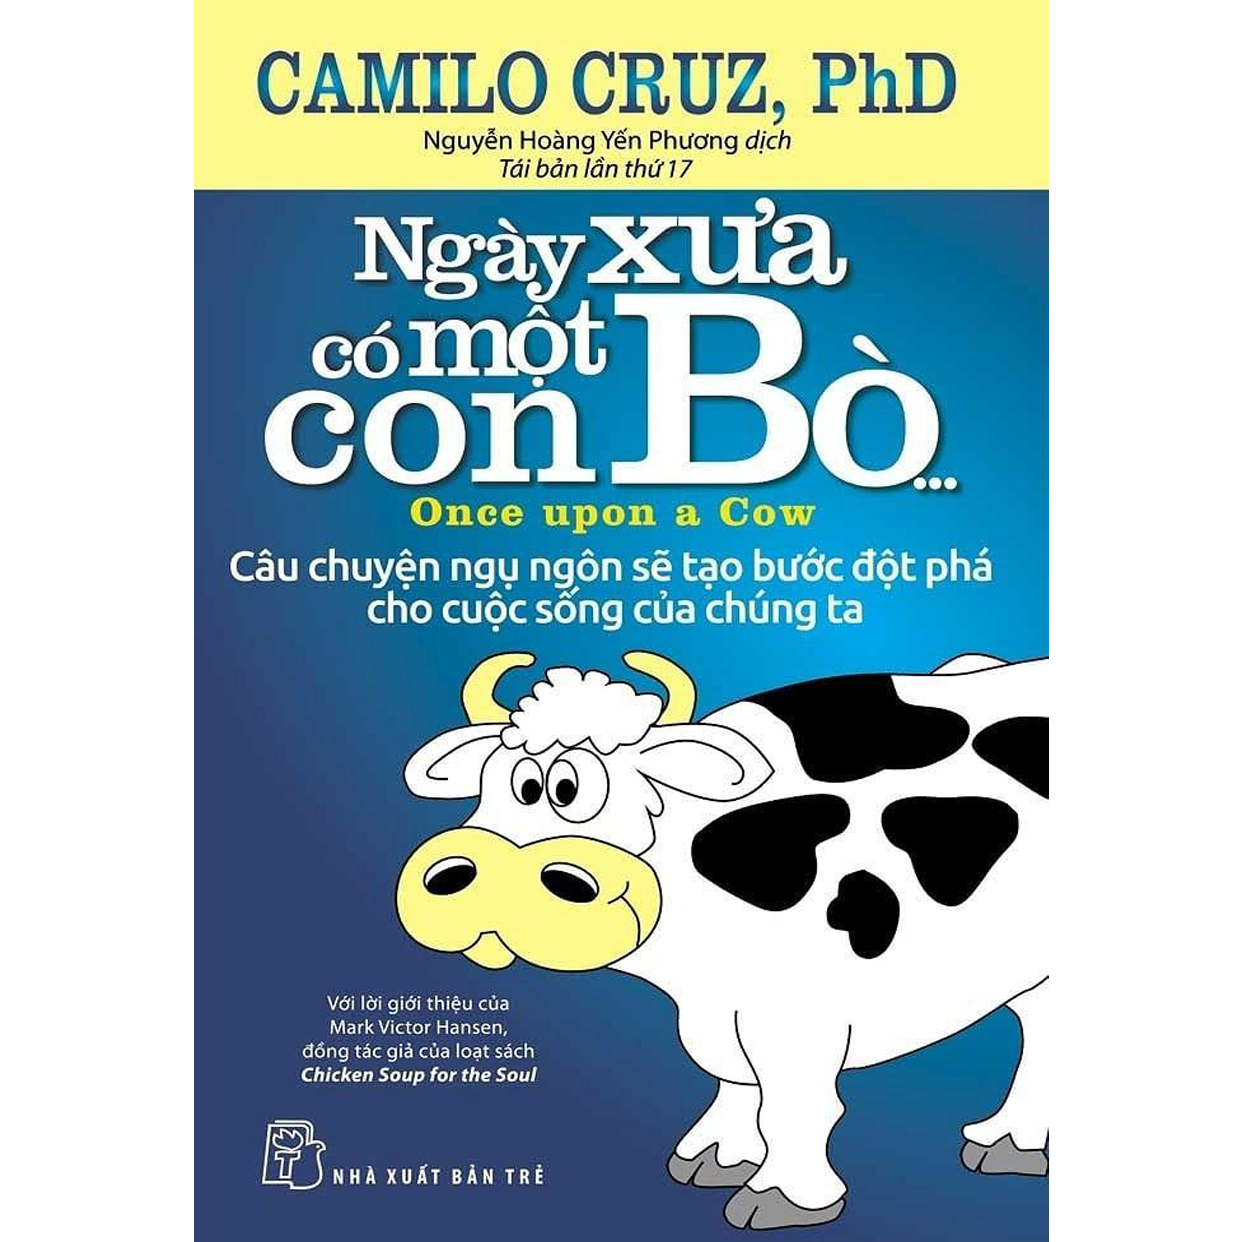 CAMILO CRUZ, PhD
Nguyễn Hoàng Yến Phương dịch
Tái bản lần thứ 17
Ngày xưa
có một
con Bò...
Once upon a Cow
Câu chuyện ngụ ngôn sẽ tạo bước đột phá
cho cuộc sống của chúng ta
Với lời giới thiệu của
Mark Victor Hansen,
đồng tác giả của loạt sách
Chicken Soup for the Soul
T
NHÀ XUẤT BẢN TRẺ